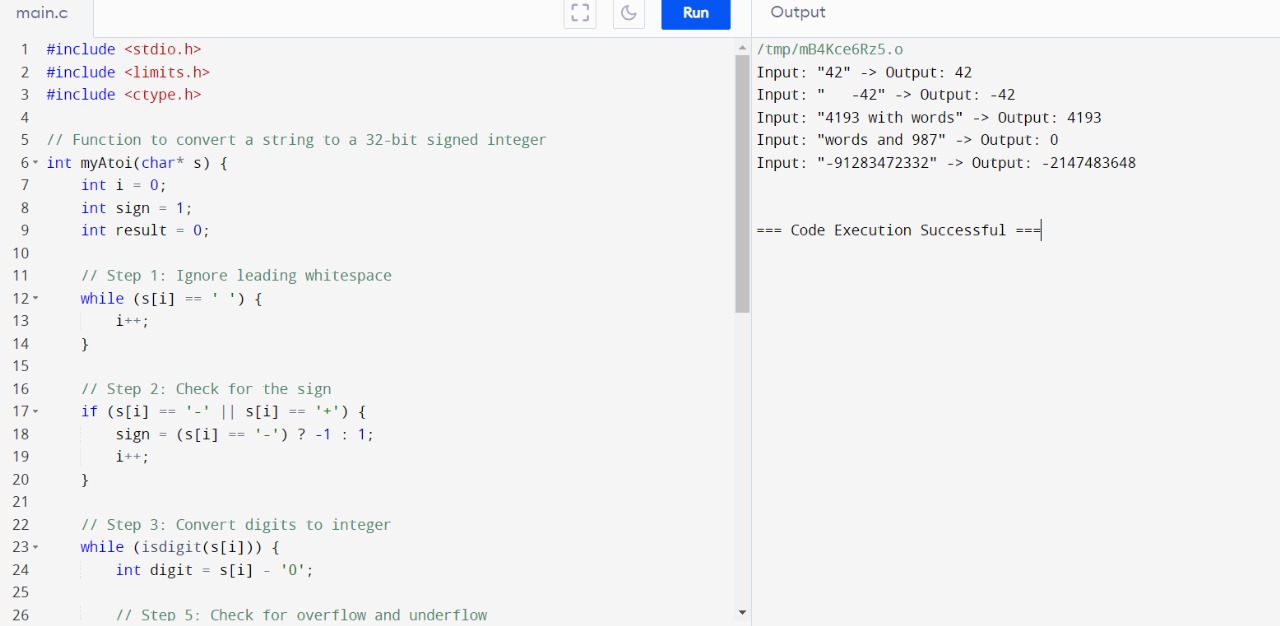 main.c
Run
Output
1 #include <stdio.h>
2 #include <limits.h>
3 #include <ctype.h>
4
5 // Function to convert a string to a 32-bit signed integer
6 int myAtoi(char* s) {
7     int i = 0;
8     int sign = 1;
9     int result = 0;
10
11     // Step 1: Ignore leading whitespace
12     while (s[i] == ' ') {
13         i++;
14     }
15
16     // Step 2: Check for the sign
17     if (s[i] == '-' || s[i] == '+') {
18         sign = (s[i] == '-') ? -1 : 1;
19         i++;
20     }
21
22     // Step 3: Convert digits to integer
23     while (isdigit(s[i])) {
24         int digit = s[i] - '0';
25
26         // Step 5: Check for overflow and underflow
/tmp/mB4Kce6Rz5.o
Input: "42" -> Output: 42
Input: "   -42" -> Output: -42
Input: "4193 with words" -> Output: 4193
Input: "words and 987" -> Output: 0
Input: "-91283472332" -> Output: -2147483648
=== Code Execution Successful ===